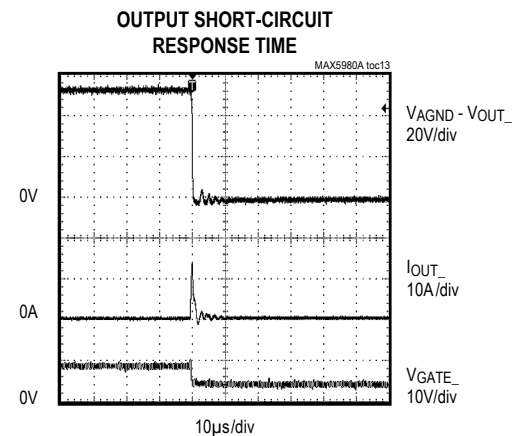 OUTPUT SHORT-CIRCUIT
RESPONSE TIME
MAX5980A toc13
T
VAGND - VOUT_
20V/div
0V
IOUT_
10A/div
0A
VGATE_
10V/div
0V
10µs/div